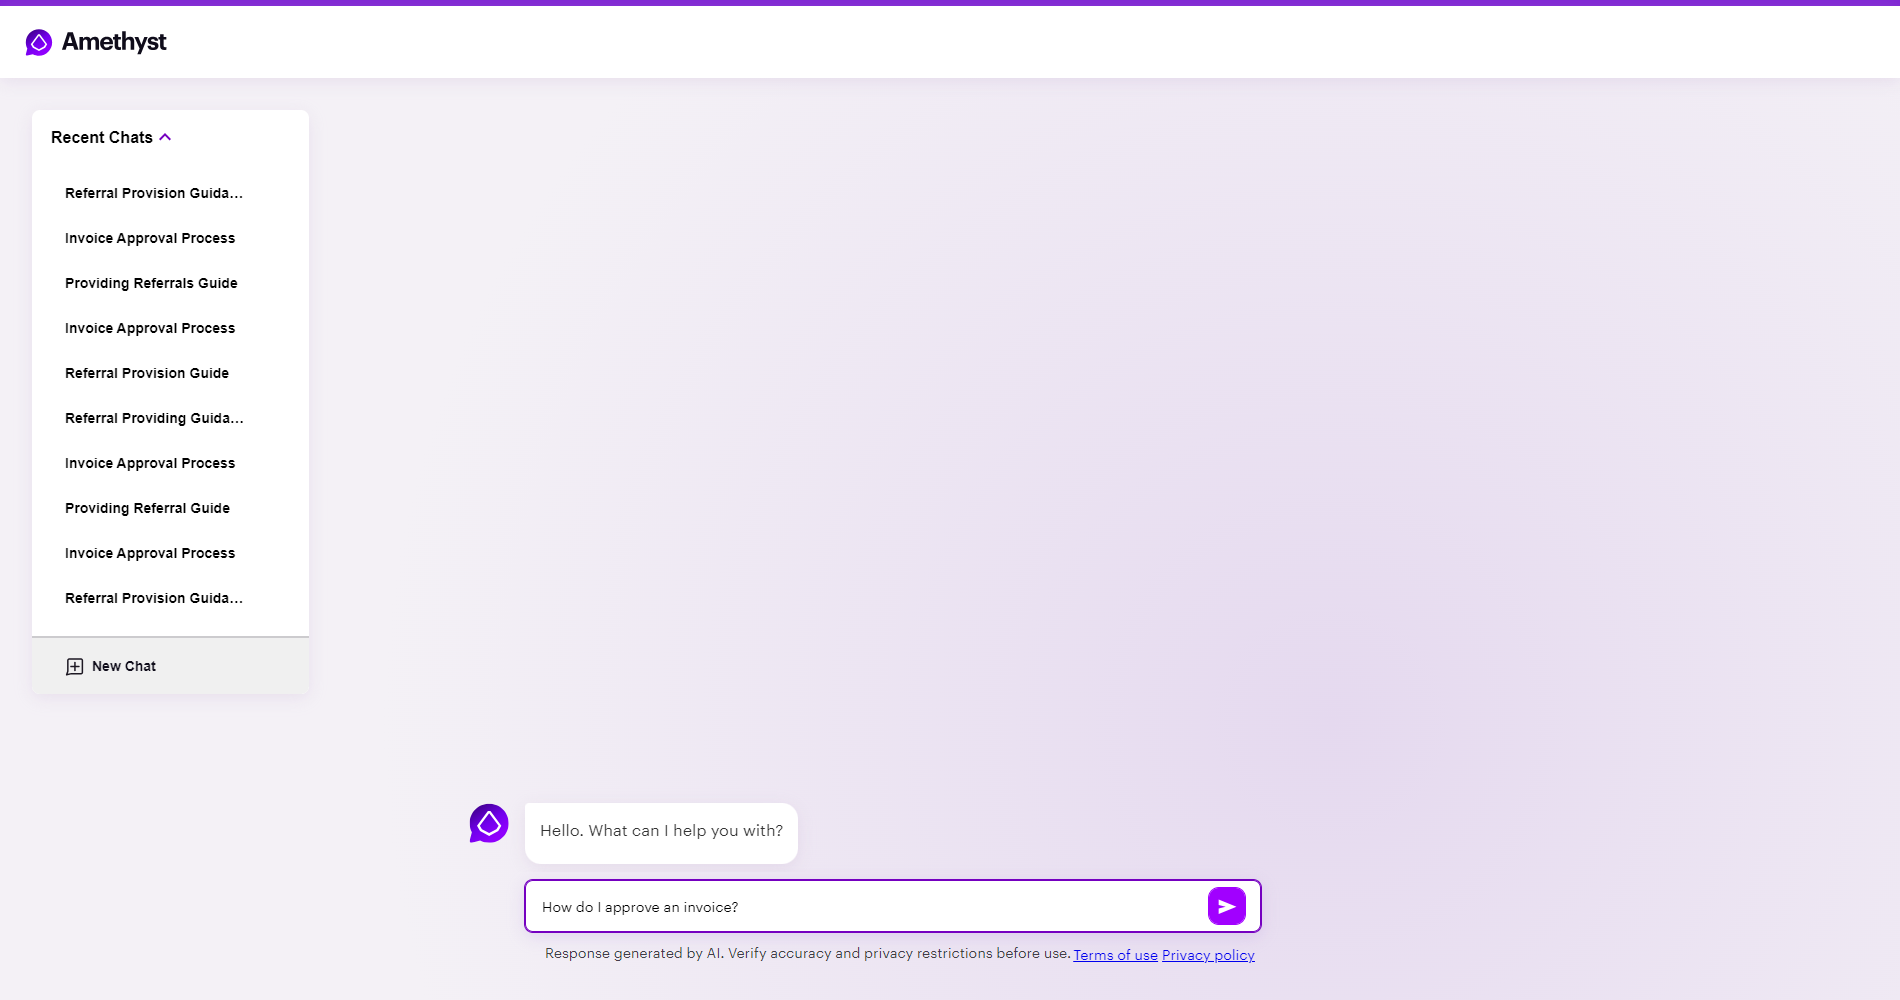 Amethyst
Recent Chats
Referral Provision Guida...
Invoice Approval Process
Providing Referrals Guide
Invoice Approval Process
Referral Provision Guide
Referral Providing Guida...
Invoice Approval Process
Providing Referral Guide
Invoice Approval Process
Referral Provision Guida...
New Chat
Hello. What can I help you with?
How do I approve an invoice?
Response generated by AI. Verify accuracy and privacy restrictions before use. Terms of use Privacy policy